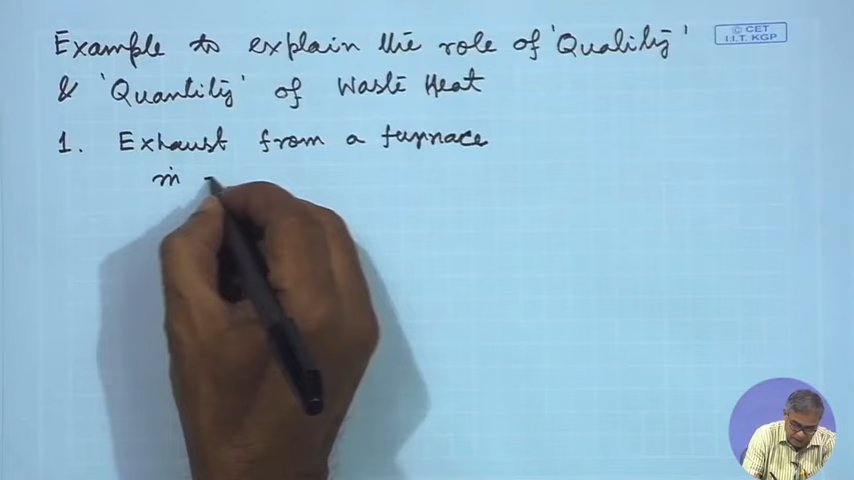 Example to explain the role of 'Quality'
© CET
I.I.T. KGP
& 'Quantity' of Waste Heat
1. Exhaust from a furnace
ṁ -